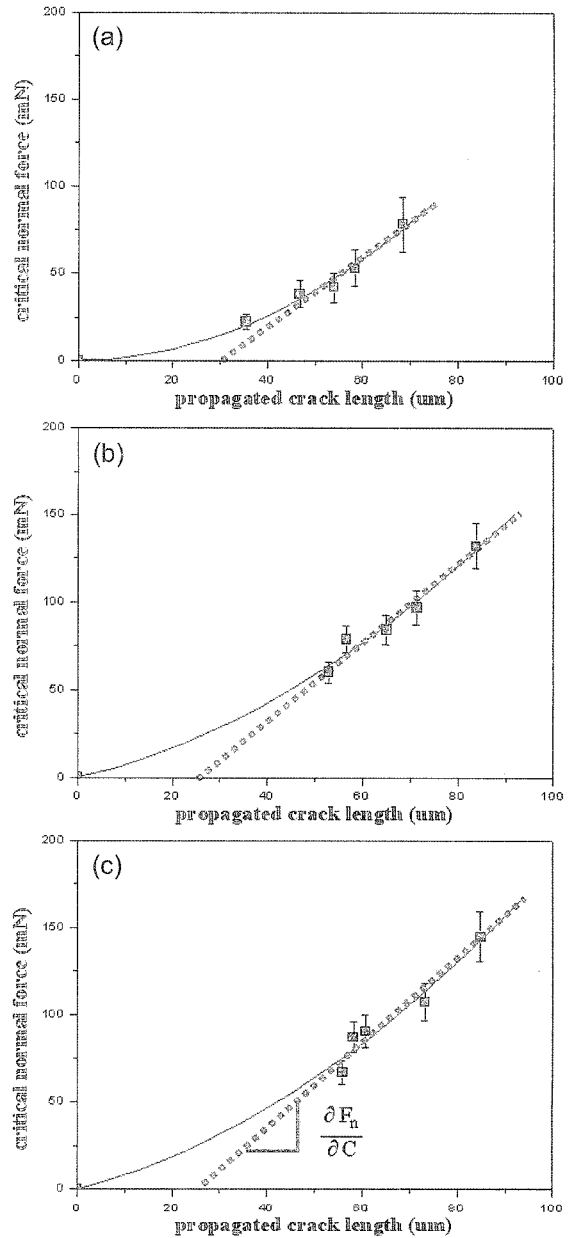 (a)
critical normal force (mN)
200
150
100
50
0
0 20 40 60 80 100
propagated crack length (um)
(b)
critical normal force (mN)
200
150
100
50
0
0 20 40 60 80 100
propagated crack length (um)
(c)
critical normal force (mN)
200
150
100
50
0
∂Fn
∂C
0 20 40 60 80 100
propagated crack length (um)